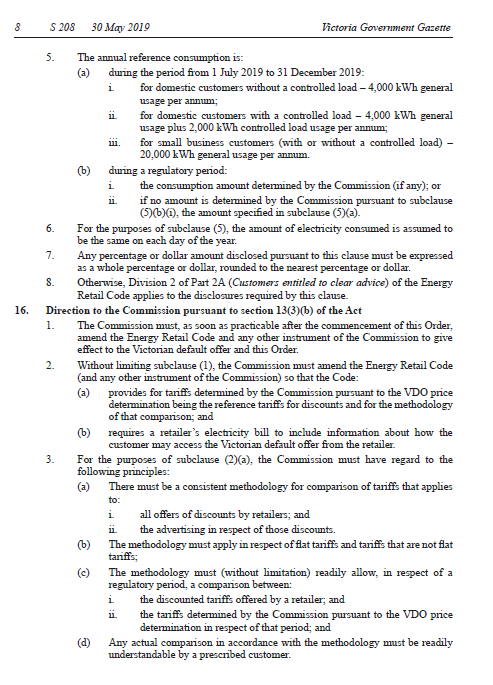 8 S 208 30 May 2019 Victoria Government Gazette
5. The annual reference consumption is:
(a) during the period from 1 July 2019 to 31 December 2019:
i. for domestic customers without a controlled load – 4,000 kWh general
usage per annum;
ii. for domestic customers with a controlled load – 4,000 kWh general
usage plus 2,000 kWh controlled load usage per annum;
iii. for small business customers (with or without a controlled load) –
20,000 kWh general usage per annum.
(b) during a regulatory period:
i. the consumption amount determined by the Commission (if any); or
ii. if no amount is determined by the Commission pursuant to subclause
(5)(b)(i), the amount specified in subclause (5)(a).
6. For the purposes of subclause (5), the amount of electricity consumed is assumed to
be the same on each day of the year.
7. Any percentage or dollar amount disclosed pursuant to this clause must be expressed
as a whole percentage or dollar, rounded to the nearest percentage or dollar.
8. Otherwise, Division 2 of Part 2A (Customers entitled to clear advice) of the Energy
Retail Code applies to the disclosures required by this clause.
16. Direction to the Commission pursuant to section 13(3)(b) of the Act
1. The Commission must, as soon as practicable after the commencement of this Order,
amend the Energy Retail Code and any other instrument of the Commission to give
effect to the Victorian default offer and this Order.
2. Without limiting subclause (1), the Commission must amend the Energy Retail Code
(and any other instrument of the Commission) so that the Code:
(a) provides for tariffs determined by the Commission pursuant to the VDO price
determination being the reference tariffs for discounts and for the methodology
of that comparison; and
(b) requires a retailer's electricity bill to include information about how the
customer may access the Victorian default offer from the retailer.
3. For the purposes of subclause (2)(a), the Commission must have regard to the
following principles:
(a) There must be a consistent methodology for comparison of tariffs that applies
to:
i. all offers of discounts by retailers; and
ii. the advertising in respect of those discounts.
(b) The methodology must apply in respect of flat tariffs and tariffs that are not flat
tariffs;
(c) The methodology must (without limitation) readily allow, in respect of a
regulatory period, a comparison between:
i. the discounted tariffs offered by a retailer; and
ii. the tariffs determined by the Commission pursuant to the VDO price
determination in respect of that period; and
(d) Any actual comparison in accordance with the methodology must be readily
understandable by a prescribed customer.